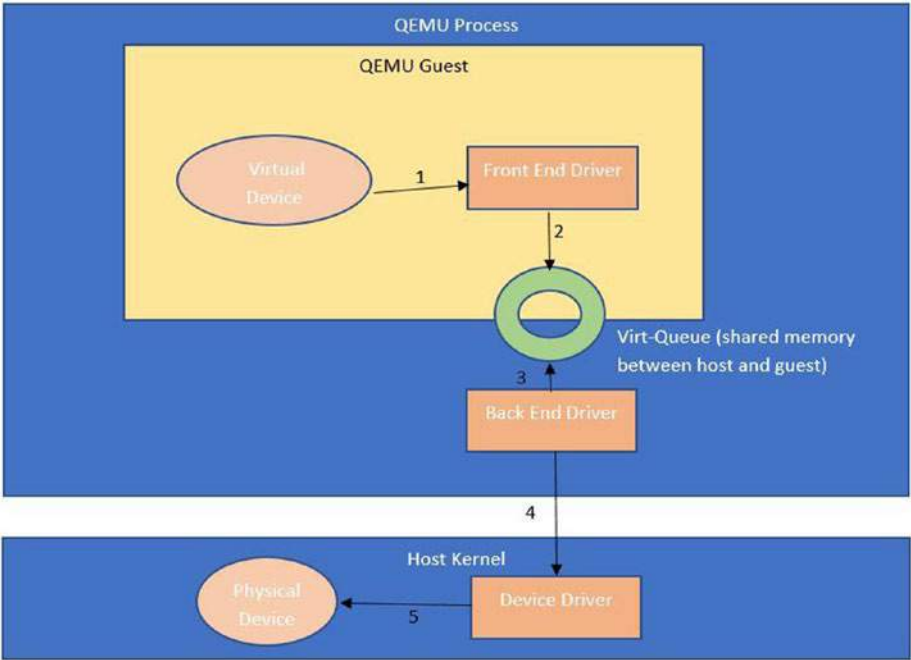 QEMU Process
QEMU Guest
Virtual
Device
1
Front End Driver
2
Virt-Queue (shared memory
between host and guest)
3
Back End Driver
4
Host Kernel
Physical
Device
5
Device Driver